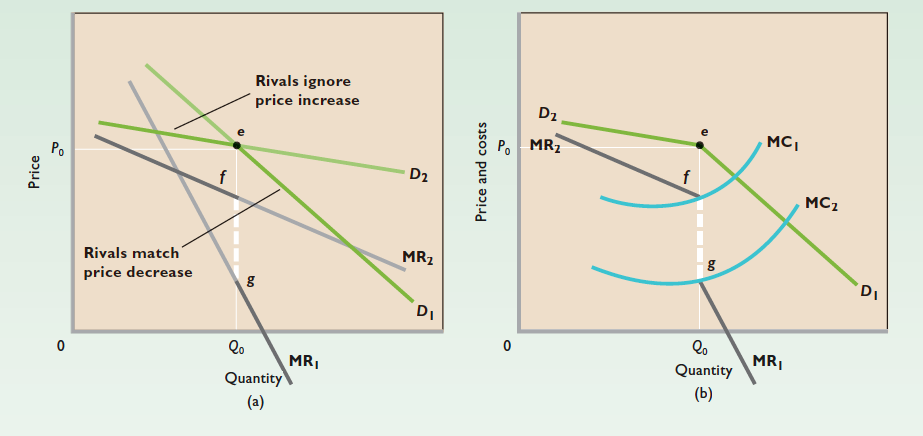 Rivals ignore
price increase
e
P₀
Price
D₂
f
Rivals match
price decrease
MR₂
g
D₁
0
Q₀
MR₁
Quantity
(a)
D₂
e
MC₁
P₀
MR₂
Price and costs
f
MC₂
g
D₁
0
Q₀
MR₁
Quantity
(b)